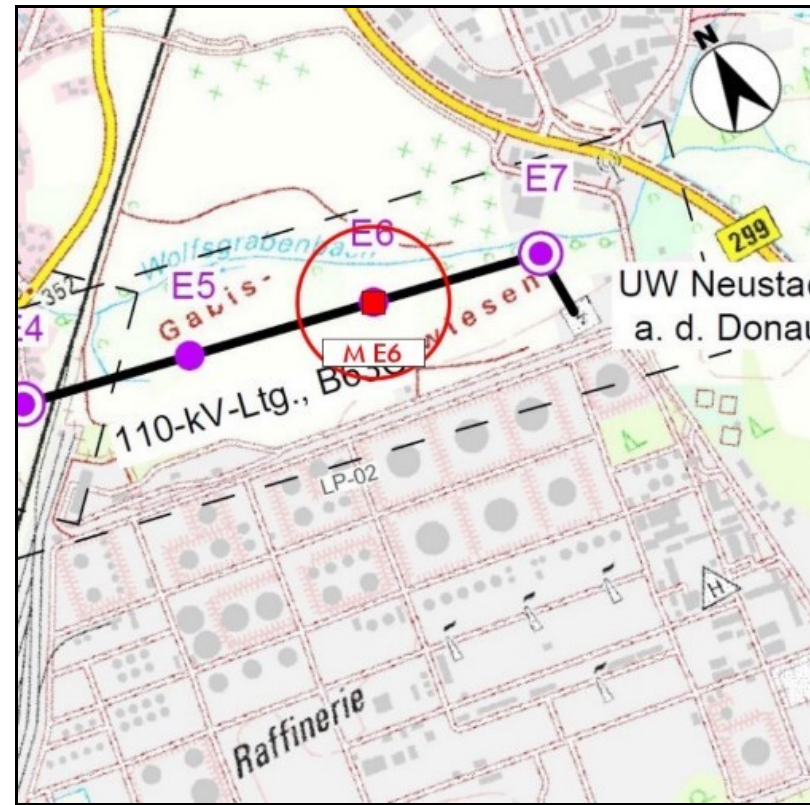 N
E7
299
E6
Wolfsgrabenbach
352
E5
Gabis-
wiesen
UW Neustad
a. d. Donau
E4
M E6
110-kV-Ltg.,
LP-02
H
Raffinerie